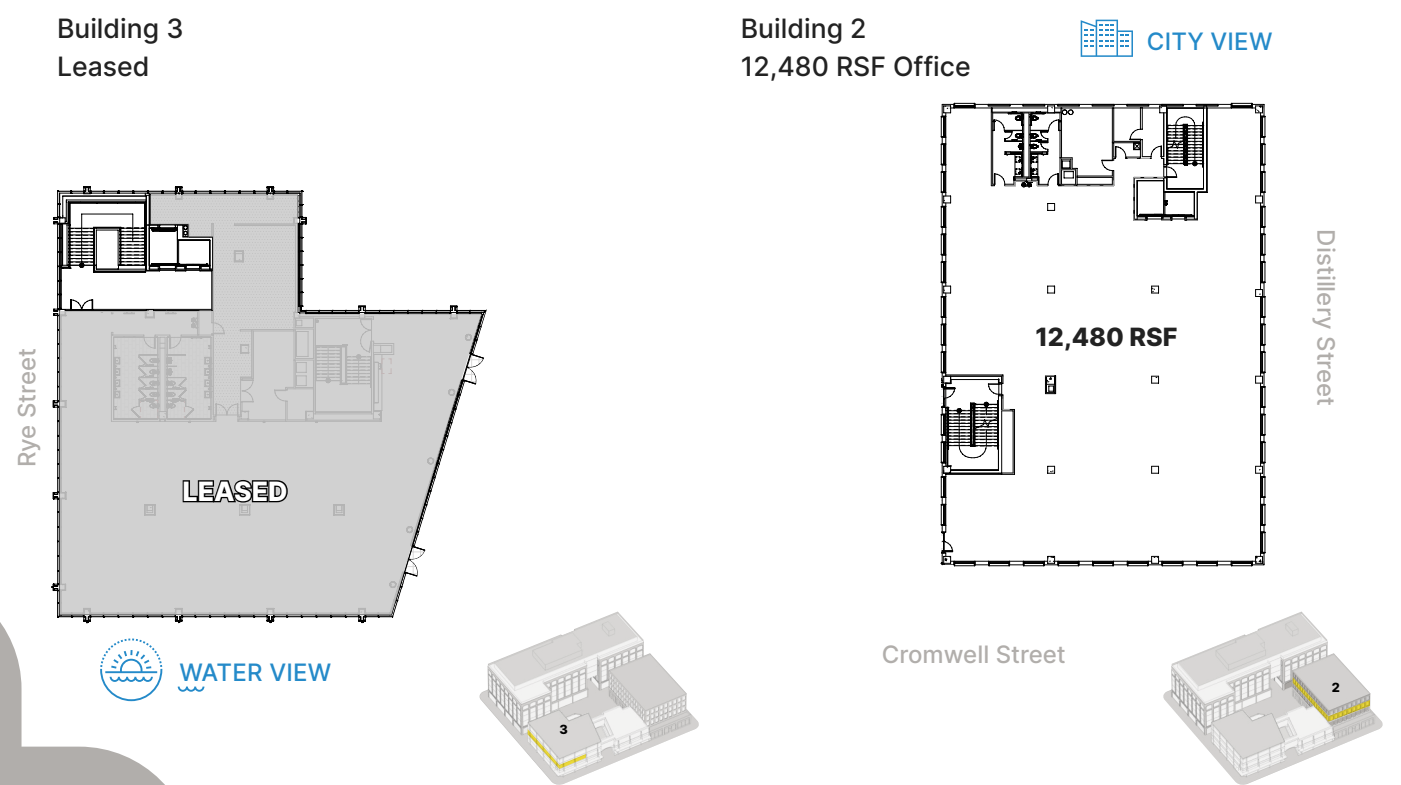 Building 3
Leased
Building 2
12,480 RSF Office
CITY VIEW
Rye Street
LEASED
WATER VIEW
3
12,480 RSF
Distillery Street
Cromwell Street
2